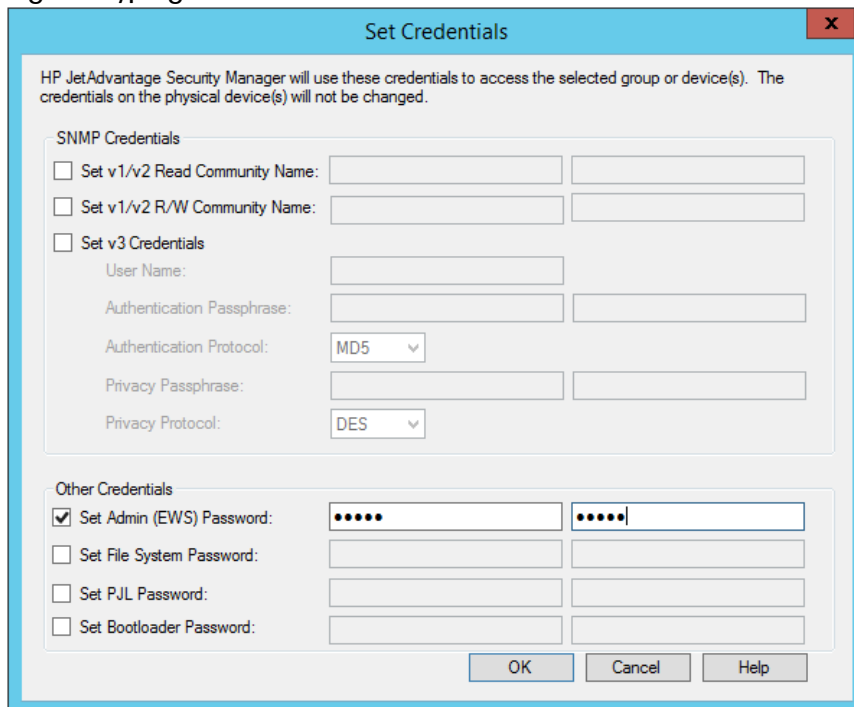 Set Credentials
x
HP JetAdvantage Security Manager will use these credentials to access the selected group or device(s). The
credentials on the physical device(s) will not be changed.
SNMP Credentials
Set v1/v2 Read Community Name:
Set v1/v2 R/W Community Name:
Set v3 Credentials
User Name:
Authentication Passphrase:
Authentication Protocol: MD5
Privacy Passphrase:
Privacy Protocol: DES
Other Credentials
Set Admin (EWS) Password: ●●●●● ●●●●●
Set File System Password:
Set PJL Password:
Set Bootloader Password:
OK Cancel Help